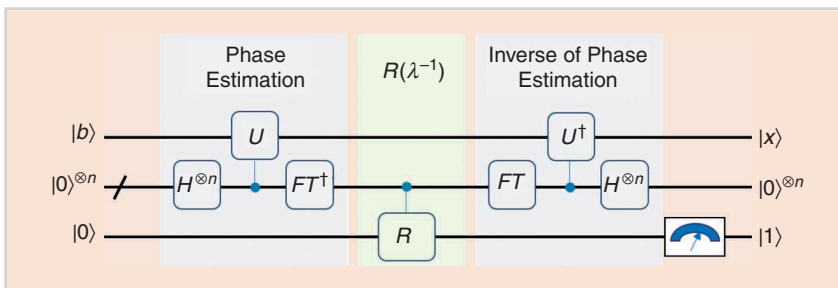 Phase
Estimation
R(λ⁻¹)
Inverse of Phase
Estimation
|b⟩ U U† |x⟩
|0⟩⊗n H⊗n FT† FT H⊗n |0⟩⊗n
|0⟩ R |1⟩